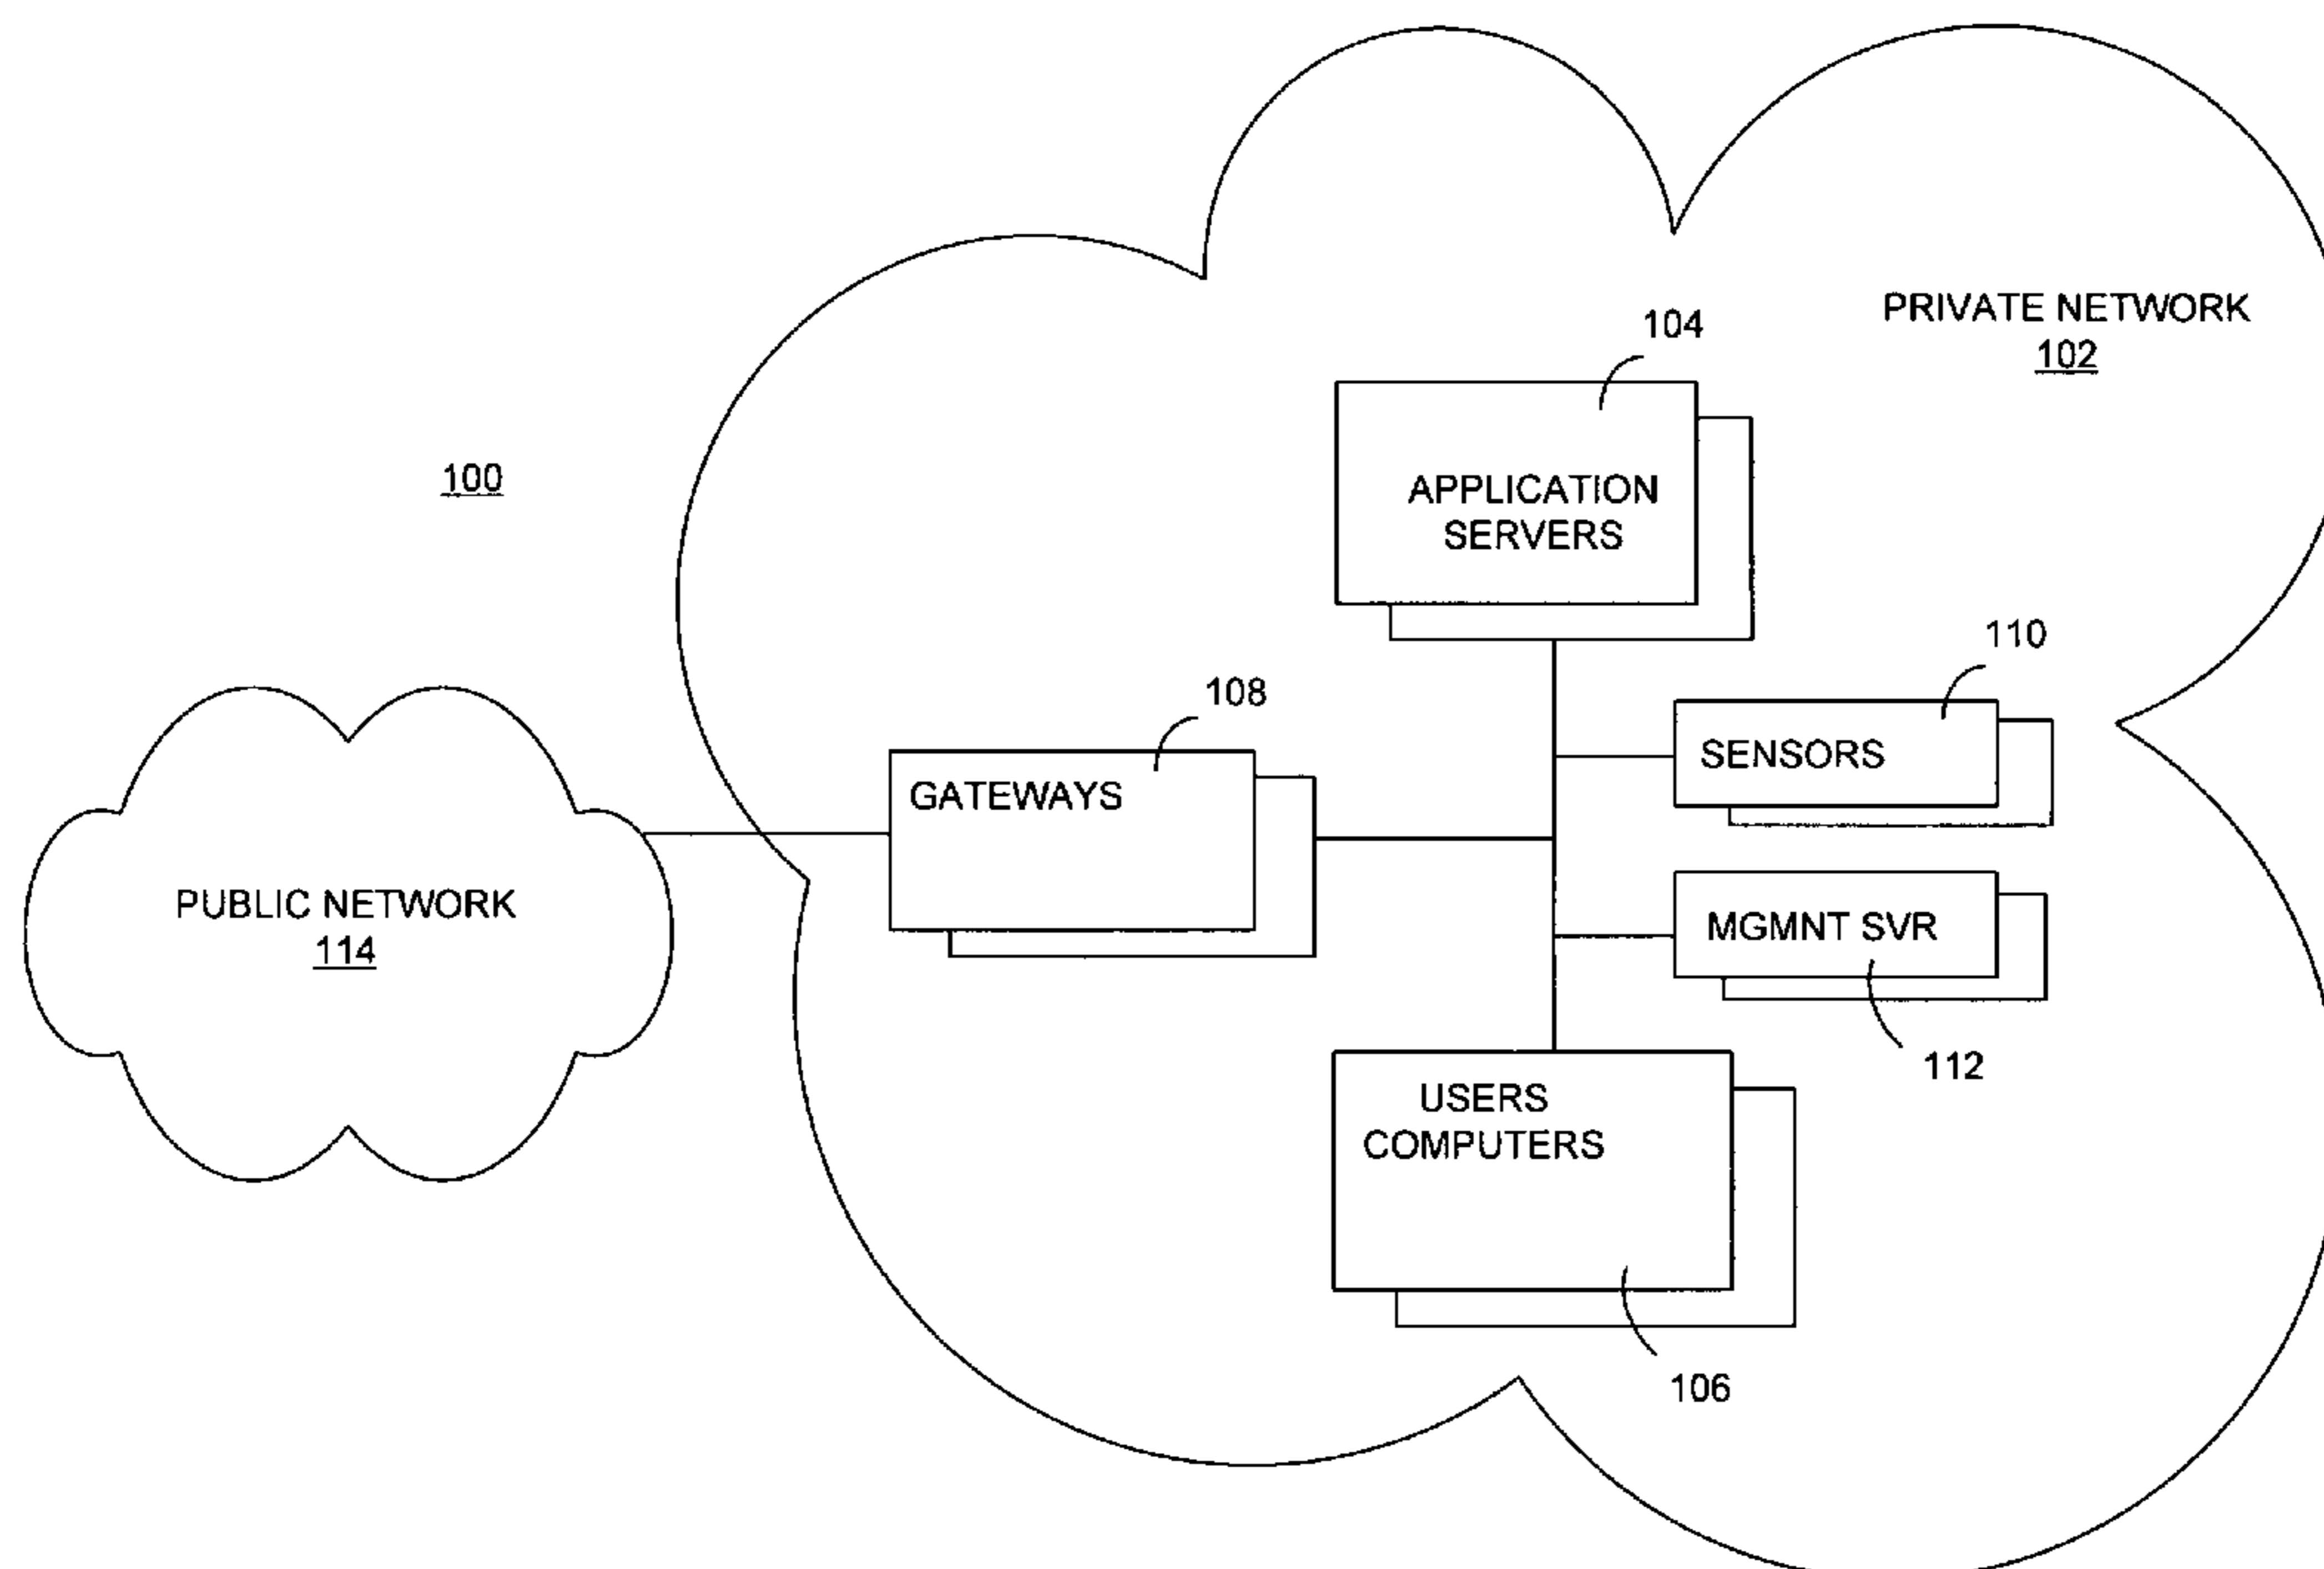 104
PRIVATE NETWORK
102
100
APPLICATION
SERVERS
110
108
SENSORS
GATEWAYS
PUBLIC NETWORK
114
MGMNT SVR
112
USERS
COMPUTERS
106